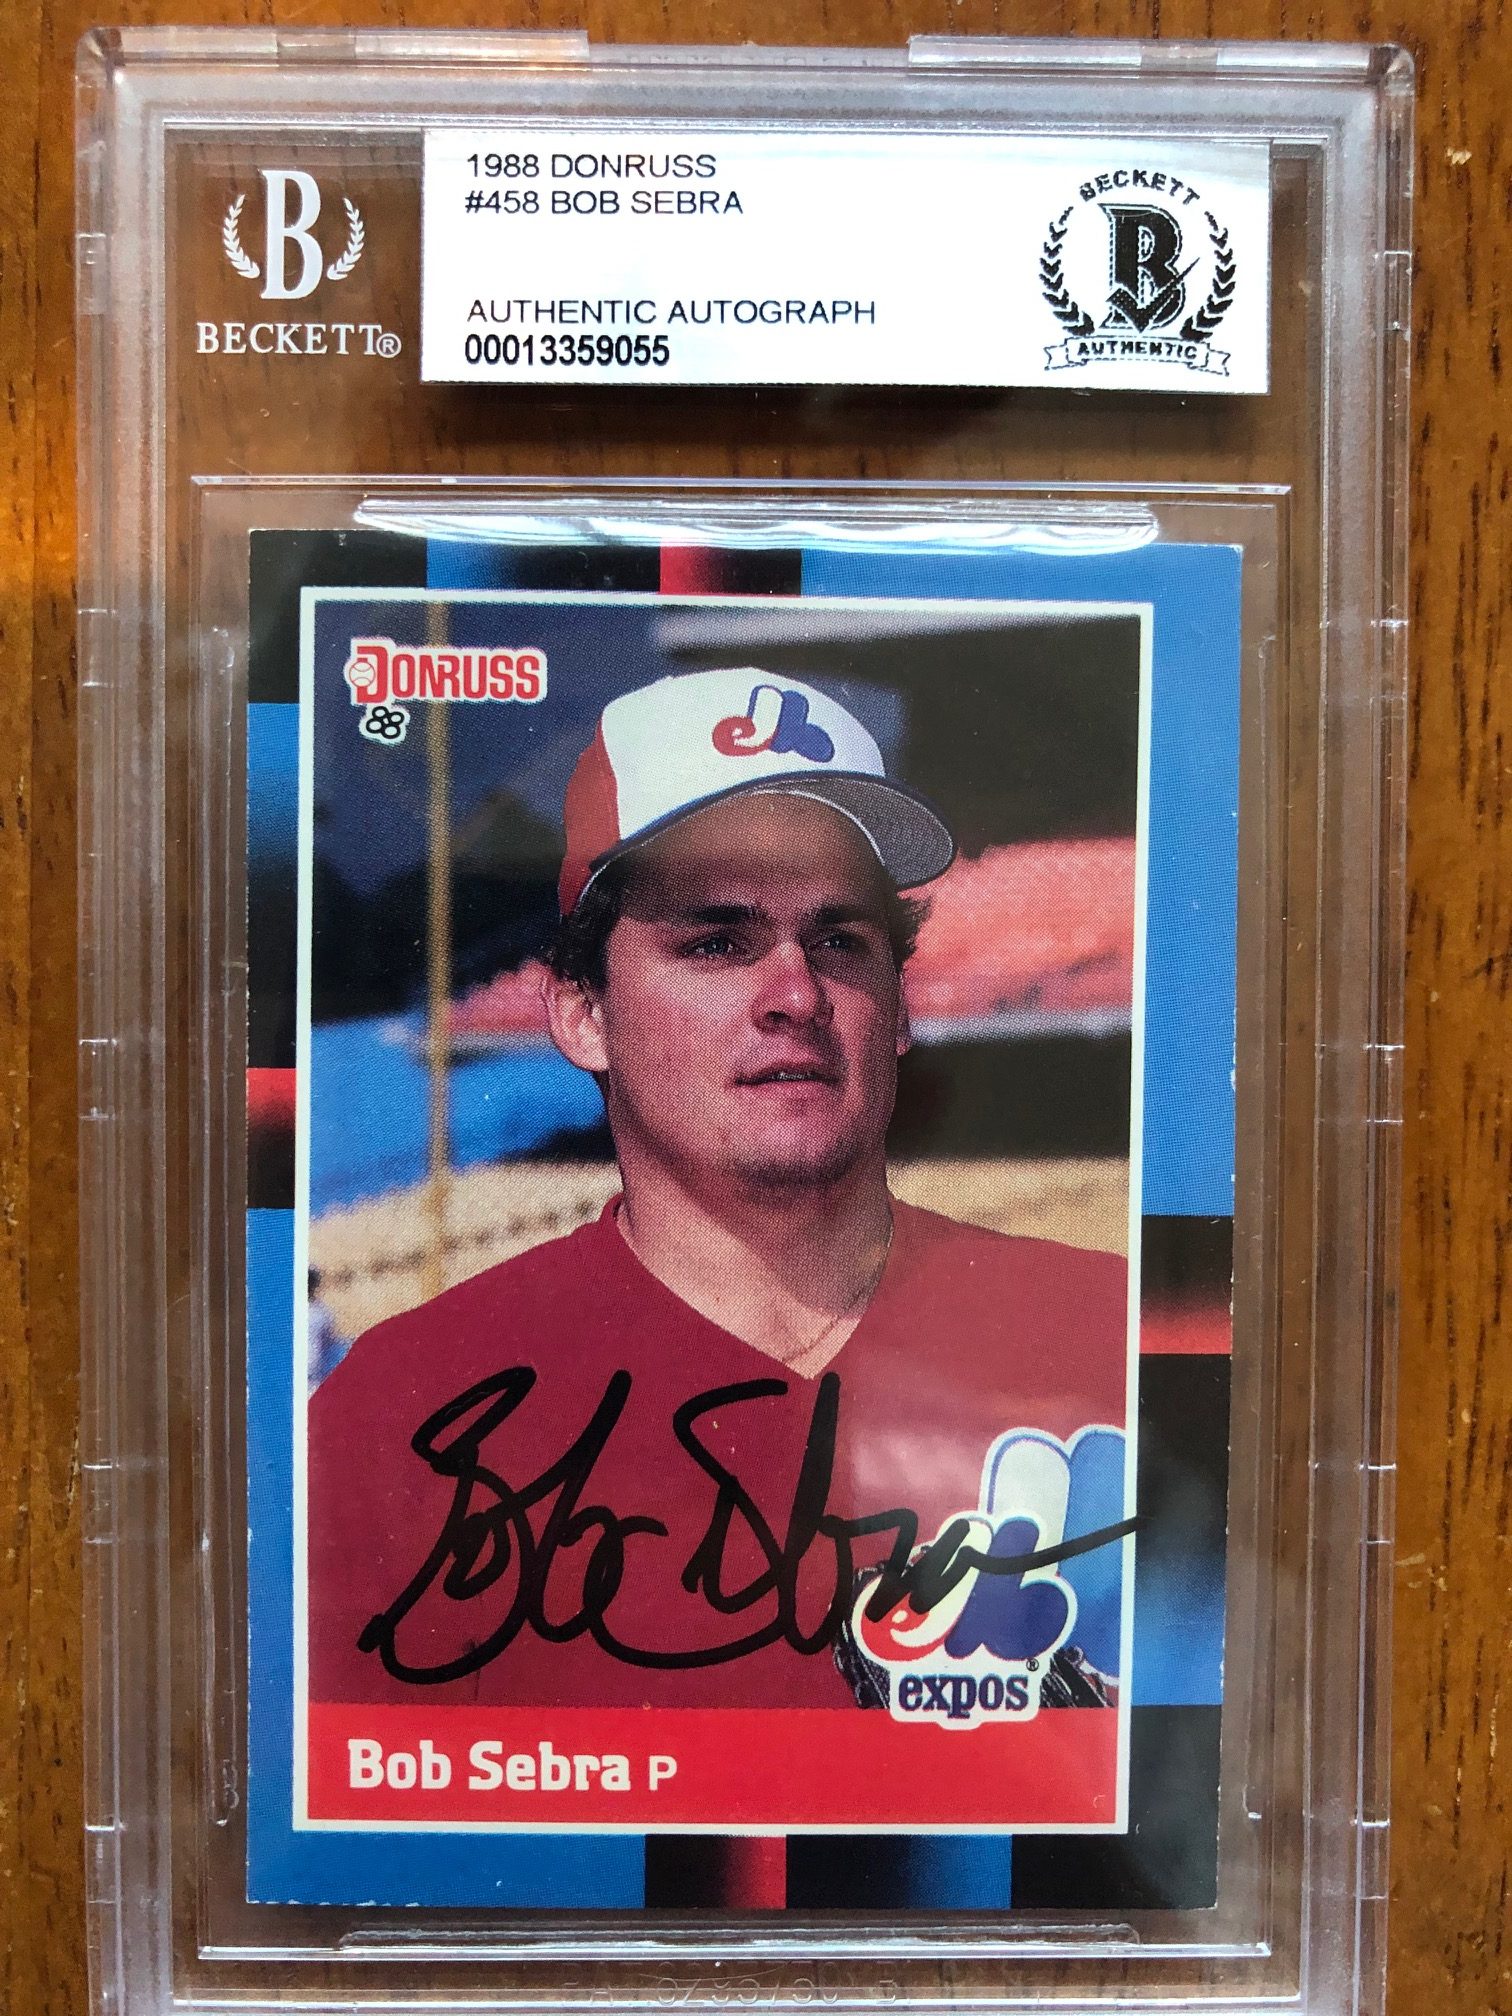 1988 DONRUSS
#458 BOB SEBRA
AUTHENTIC AUTOGRAPH
00013359055
B
BECKETT®
BECKETT
B
AUTHENTIC
DONRUSS
88
Bob Sebra
expos®
Bob Sebra P